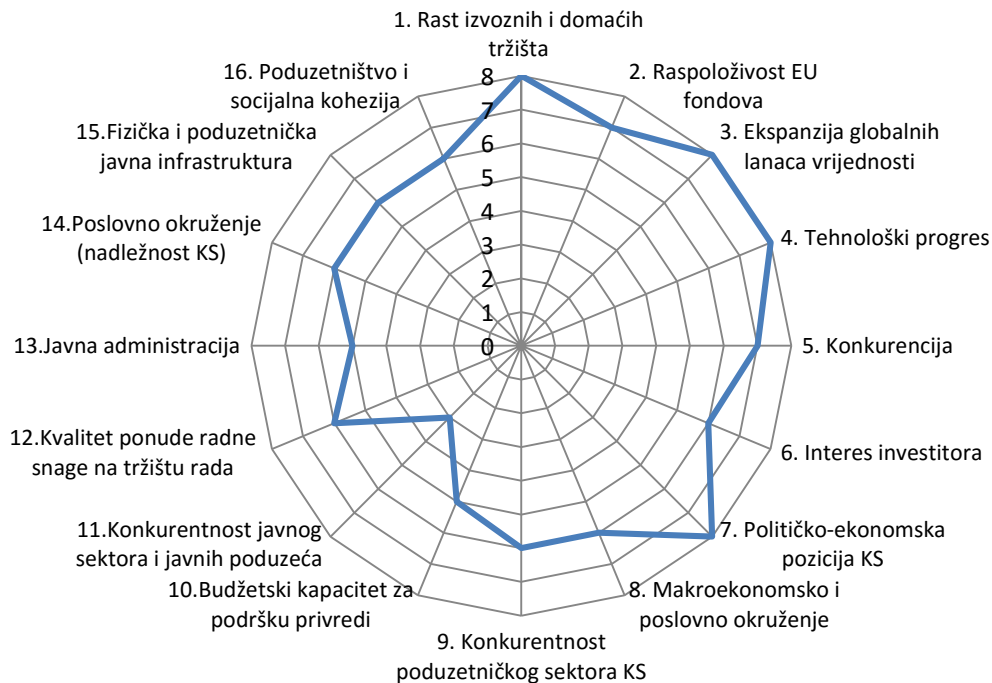 1. Rast izvoznih i domaćih
tržišta
2. Raspoloživost EU
fondova
3. Ekspanzija globalnih
lanaca vrijednosti
4. Tehnološki progres
5. Konkurencija
6. Interes investitora
7. Političko-ekonomska
pozicija KS
8. Makroekonomsko i
poslovno okruženje
9. Konkurentnost
poduzetničkog sektora KS
10.Budžetski kapacitet za
podršku privredi
11.Konkurentnost javnog
sektora i javnih poduzeća
12.Kvalitet ponude radne
snage na tržištu rada
13.Javna administracija
14.Poslovno okruženje
(nadležnost KS)
15.Fizička i poduzetnička
javna infrastruktura
16. Poduzetništvo i
socijalna kohezija
8
7
6
5
4
3
2
1
0